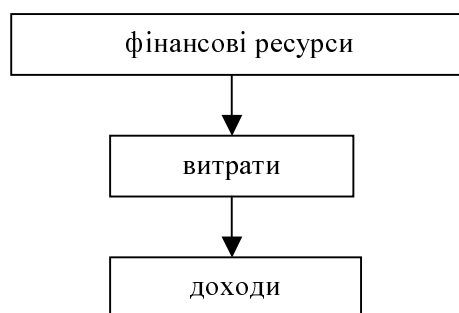 фінансові ресурси
витрати
доходи